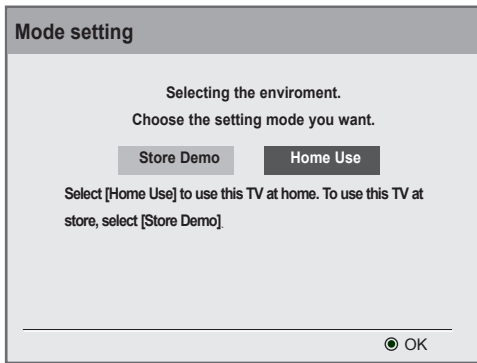 Mode setting
Selecting the enviroment.
Choose the setting mode you want.
Store Demo Home Use
Select [Home Use] to use this TV at home. To use this TV at
store, select [Store Demo].
OK